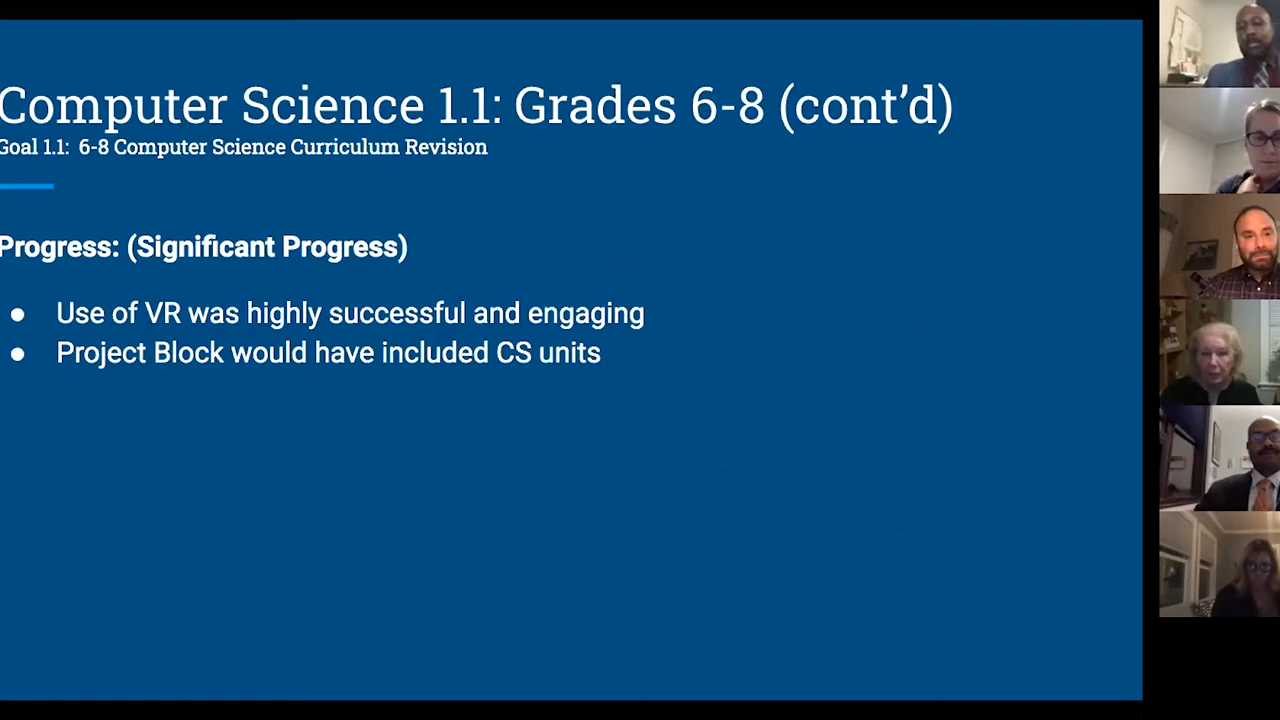 Computer Science 1.1: Grades 6-8 (cont’d)
Goal 1.1: 6-8 Computer Science Curriculum Revision
Progress: (Significant Progress)
● Use of VR was highly successful and engaging
● Project Block would have included CS units